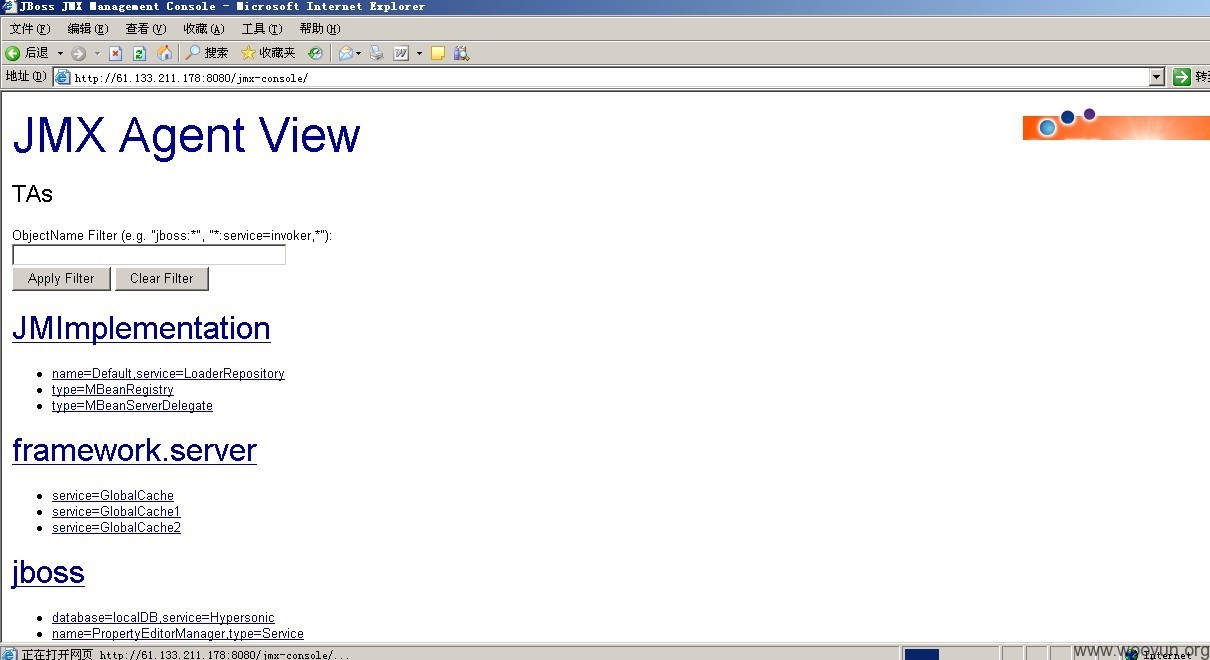 JBoss JMX Management Console - Microsoft Internet Explorer
文件(F) 编辑(E) 查看(V) 收藏(A) 工具(T) 帮助(H)
后退 搜索 收藏夹
地址(D) http://61.133.211.178:8080/jmx-console/ 转到
JMX Agent View
TAs
ObjectName Filter (e.g. "jboss:*", "*:service=invoker,*"):
Apply Filter Clear Filter
JMImplementation
name=Default,service=LoaderRepository
type=MBeanRegistry
type=MBeanServerDelegate
framework.server
service=GlobalCache
service=GlobalCache1
service=GlobalCache2
jboss
database=localDB,service=Hypersonic
name=PropertyEditorManager,type=Service
正在打开网页 http://61.133.211.178:8080/jmx-console/... Internet
www.wooyun.org